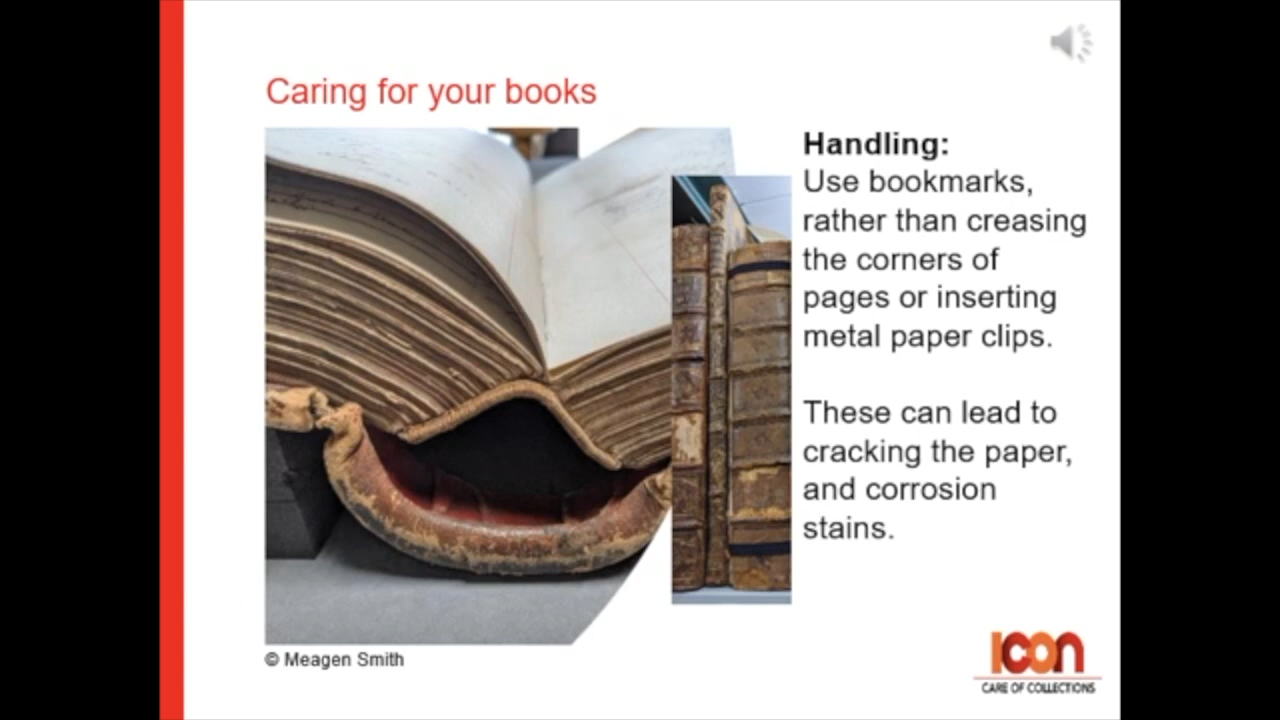 Caring for your books
Handling:
Use bookmarks,
rather than creasing
the corners of
pages or inserting
metal paper clips.
These can lead to
cracking the paper,
and corrosion
stains.
© Meagen Smith
Icon
CARE OF COLLECTIONS